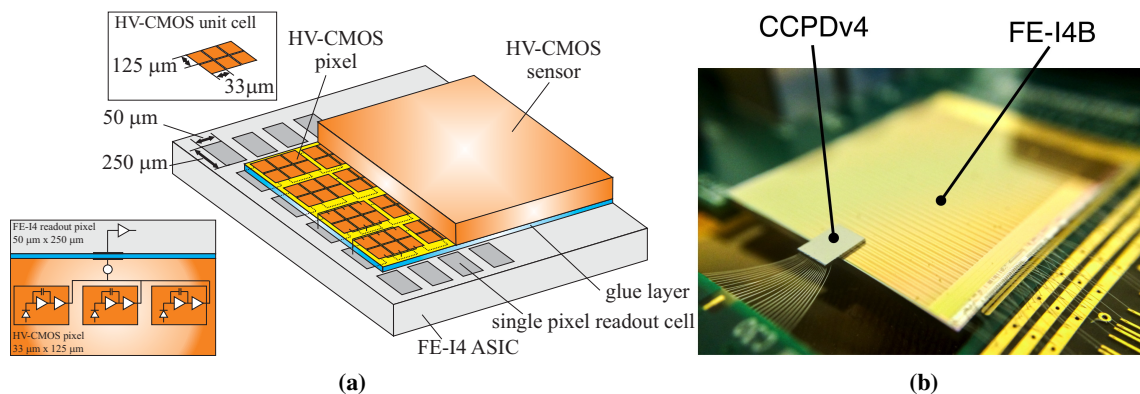 HV-CMOS unit cell
125 μm
33μm
HV-CMOS
pixel
HV-CMOS
sensor
50 μm
250 μm
FE-I4 readout pixel
50 μm x 250 μm
HV-CMOS pixel
33 μm x 125 μm
glue layer
single pixel readout cell
FE-I4 ASIC
(a)
CCPDv4
FE-I4B
(b)